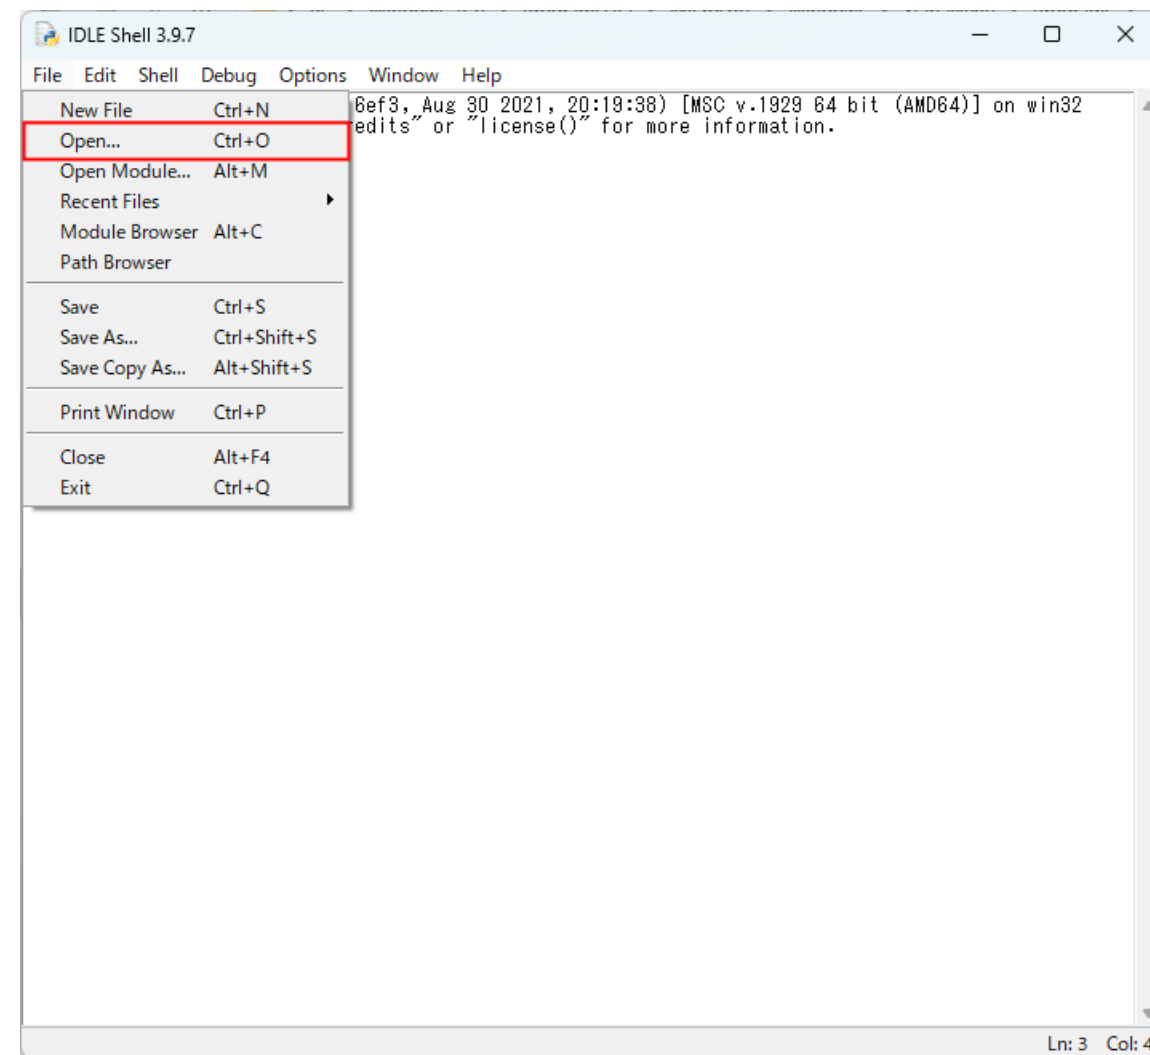 IDLE Shell 3.9.7
File Edit Shell Debug Options Window Help
6ef3, Aug 30 2021, 20:19:38) [MSC v.1929 64 bit (AMD64)] on win32
edits" or "license()" for more information.
New File Ctrl+N
Open... Ctrl+O
Open Module... Alt+M
Recent Files
Module Browser Alt+C
Path Browser
Save Ctrl+S
Save As... Ctrl+Shift+S
Save Copy As... Alt+Shift+S
Print Window Ctrl+P
Close Alt+F4
Exit Ctrl+Q
Ln: 3 Col: 4